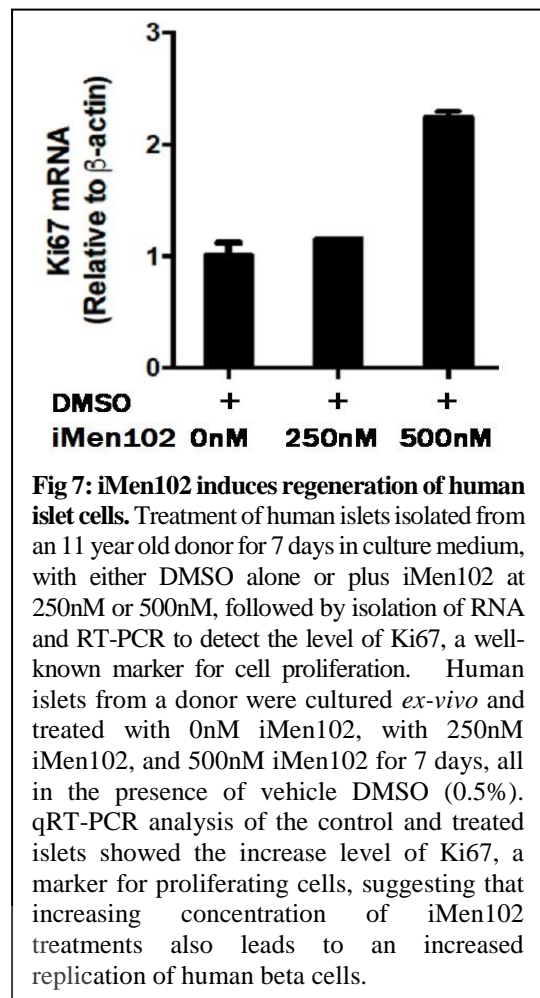 3
2
1
0
Ki67 mRNA
(Relative to β-actin)
DMSO + + +
iMen102 0nM 250nM 500nM
Fig 7: iMen102 induces regeneration of human
islet cells. Treatment of human islets isolated from
an 11 year old donor for 7 days in culture medium,
with either DMSO alone or plus iMen102 at
250nM or 500nM, followed by isolation of RNA
and RT-PCR to detect the level of Ki67, a well-
known marker for cell proliferation. Human
islets from a donor were cultured ex-vivo and
treated with 0nM iMen102, with 250nM
iMen102, and 500nM iMen102 for 7 days, all
in the presence of vehicle DMSO (0.5%).
qRT-PCR analysis of the control and treated
islets showed the increase level of Ki67, a
marker for proliferating cells, suggesting that
increasing concentration of iMen102
treatments also leads to an increased
replication of human beta cells.